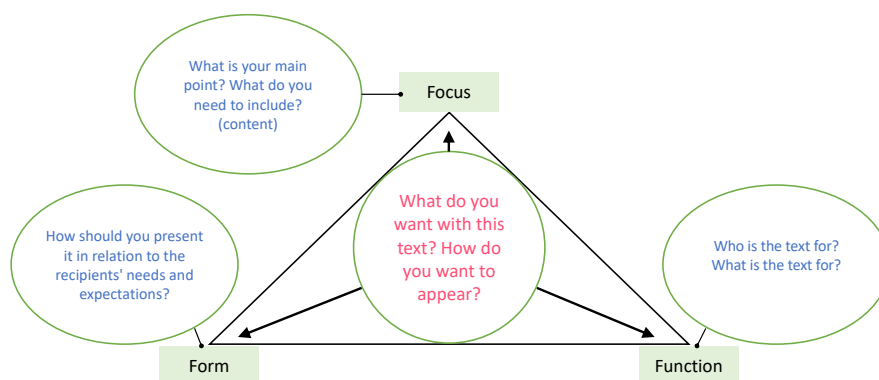 What is your main
point? What do you
need to include?
(content)
Focus
What do you
want with this
text? How do
you want to
appear?
How should you present
it in relation to the
recipients' needs and
expectations?
Who is the text for?
What is the text for?
Form
Function